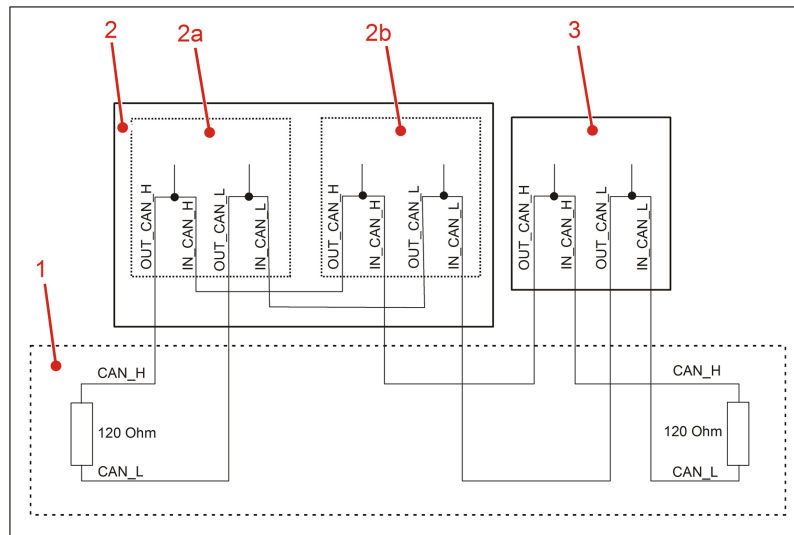 2
2a
2b
3
OUT_CAN_H
IN_CAN_H
OUT_CAN_L
IN_CAN_L
OUT_CAN_H
IN_CAN_H
OUT_CAN_L
IN_CAN_L
OUT_CAN_H
IN_CAN_H
OUT_CAN_L
IN_CAN_L
1
CAN_H
CAN_H
120 Ohm
120 Ohm
CAN_L
CAN_L